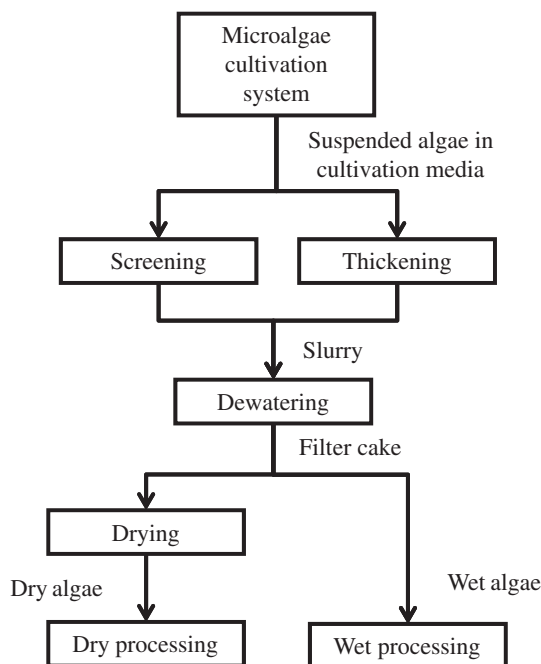 Microalgae
cultivation
system
Suspended algae in
cultivation media
Screening
Thickening
Slurry
Dewatering
Filter cake
Drying
Dry algae
Wet algae
Dry processing
Wet processing